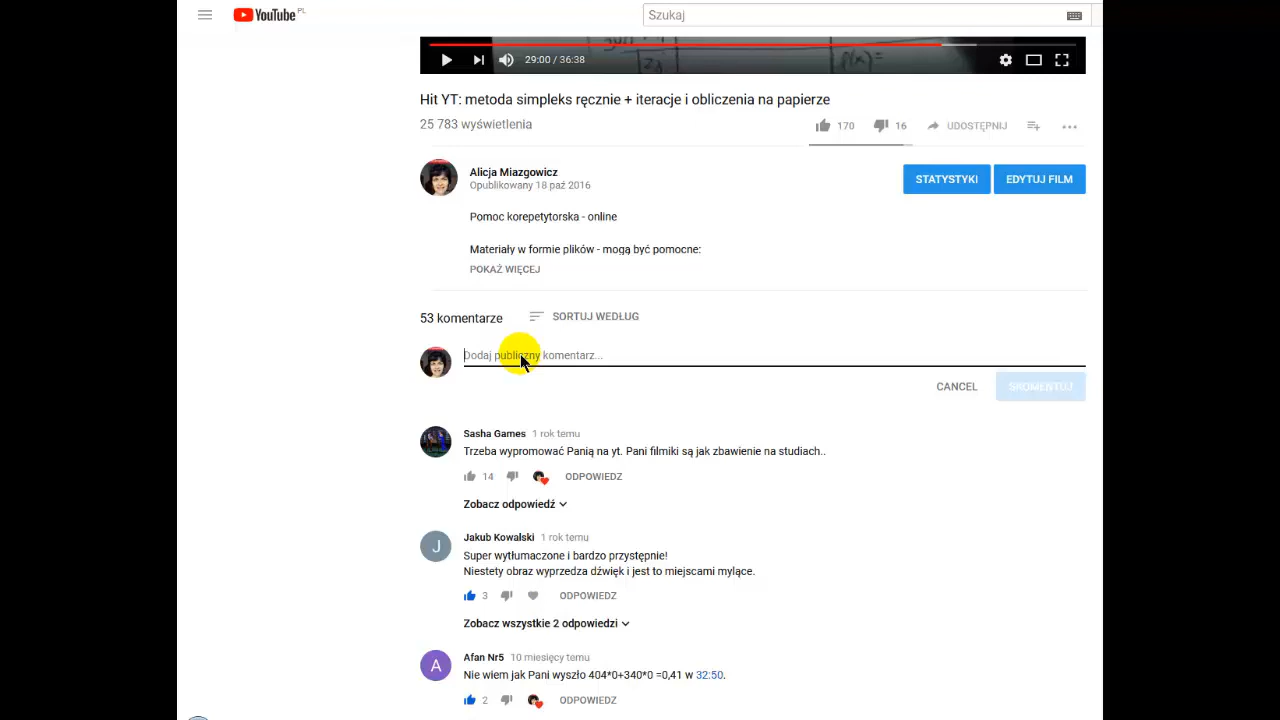 YouTube PL
Szukaj
29:00 / 36:38
Hit YT: metoda simpleks ręcznie + iteracje i obliczenia na papierze
25 783 wyświetlenia
170
16
UDOSTĘPNIJ
Alicja Miazgowicz
Opublikowany 18 paź 2016
STATYSTYKI
EDYTUJ FILM
Pomoc korepetytorska - online
Materiały w formie plików - mogą być pomocne:
POKAŻ WIĘCEJ
53 komentarze
SORTUJ WEDŁUG
Dodaj publiczny komentarz...
CANCEL
SKOMENTUJ
Sasha Games 1 rok temu
Trzeba wypromować Panią na yt. Pani filmiki są jak zbawienie na studiach..
14 ODPOWIEDZ
Zobacz odpowiedź
J
Jakub Kowalski 1 rok temu
Super wytłumaczone i bardzo przystępnie!
Niestety obraz wyprzedza dźwięk i jest to miejscami mylące.
3 ODPOWIEDZ
Zobacz wszystkie 2 odpowiedzi
A
Afan Nr5 10 miesięcy temu
Nie wiem jak Pani wyszło 404*0+340*0 =0,41 w 32:50.
2 ODPOWIEDZ